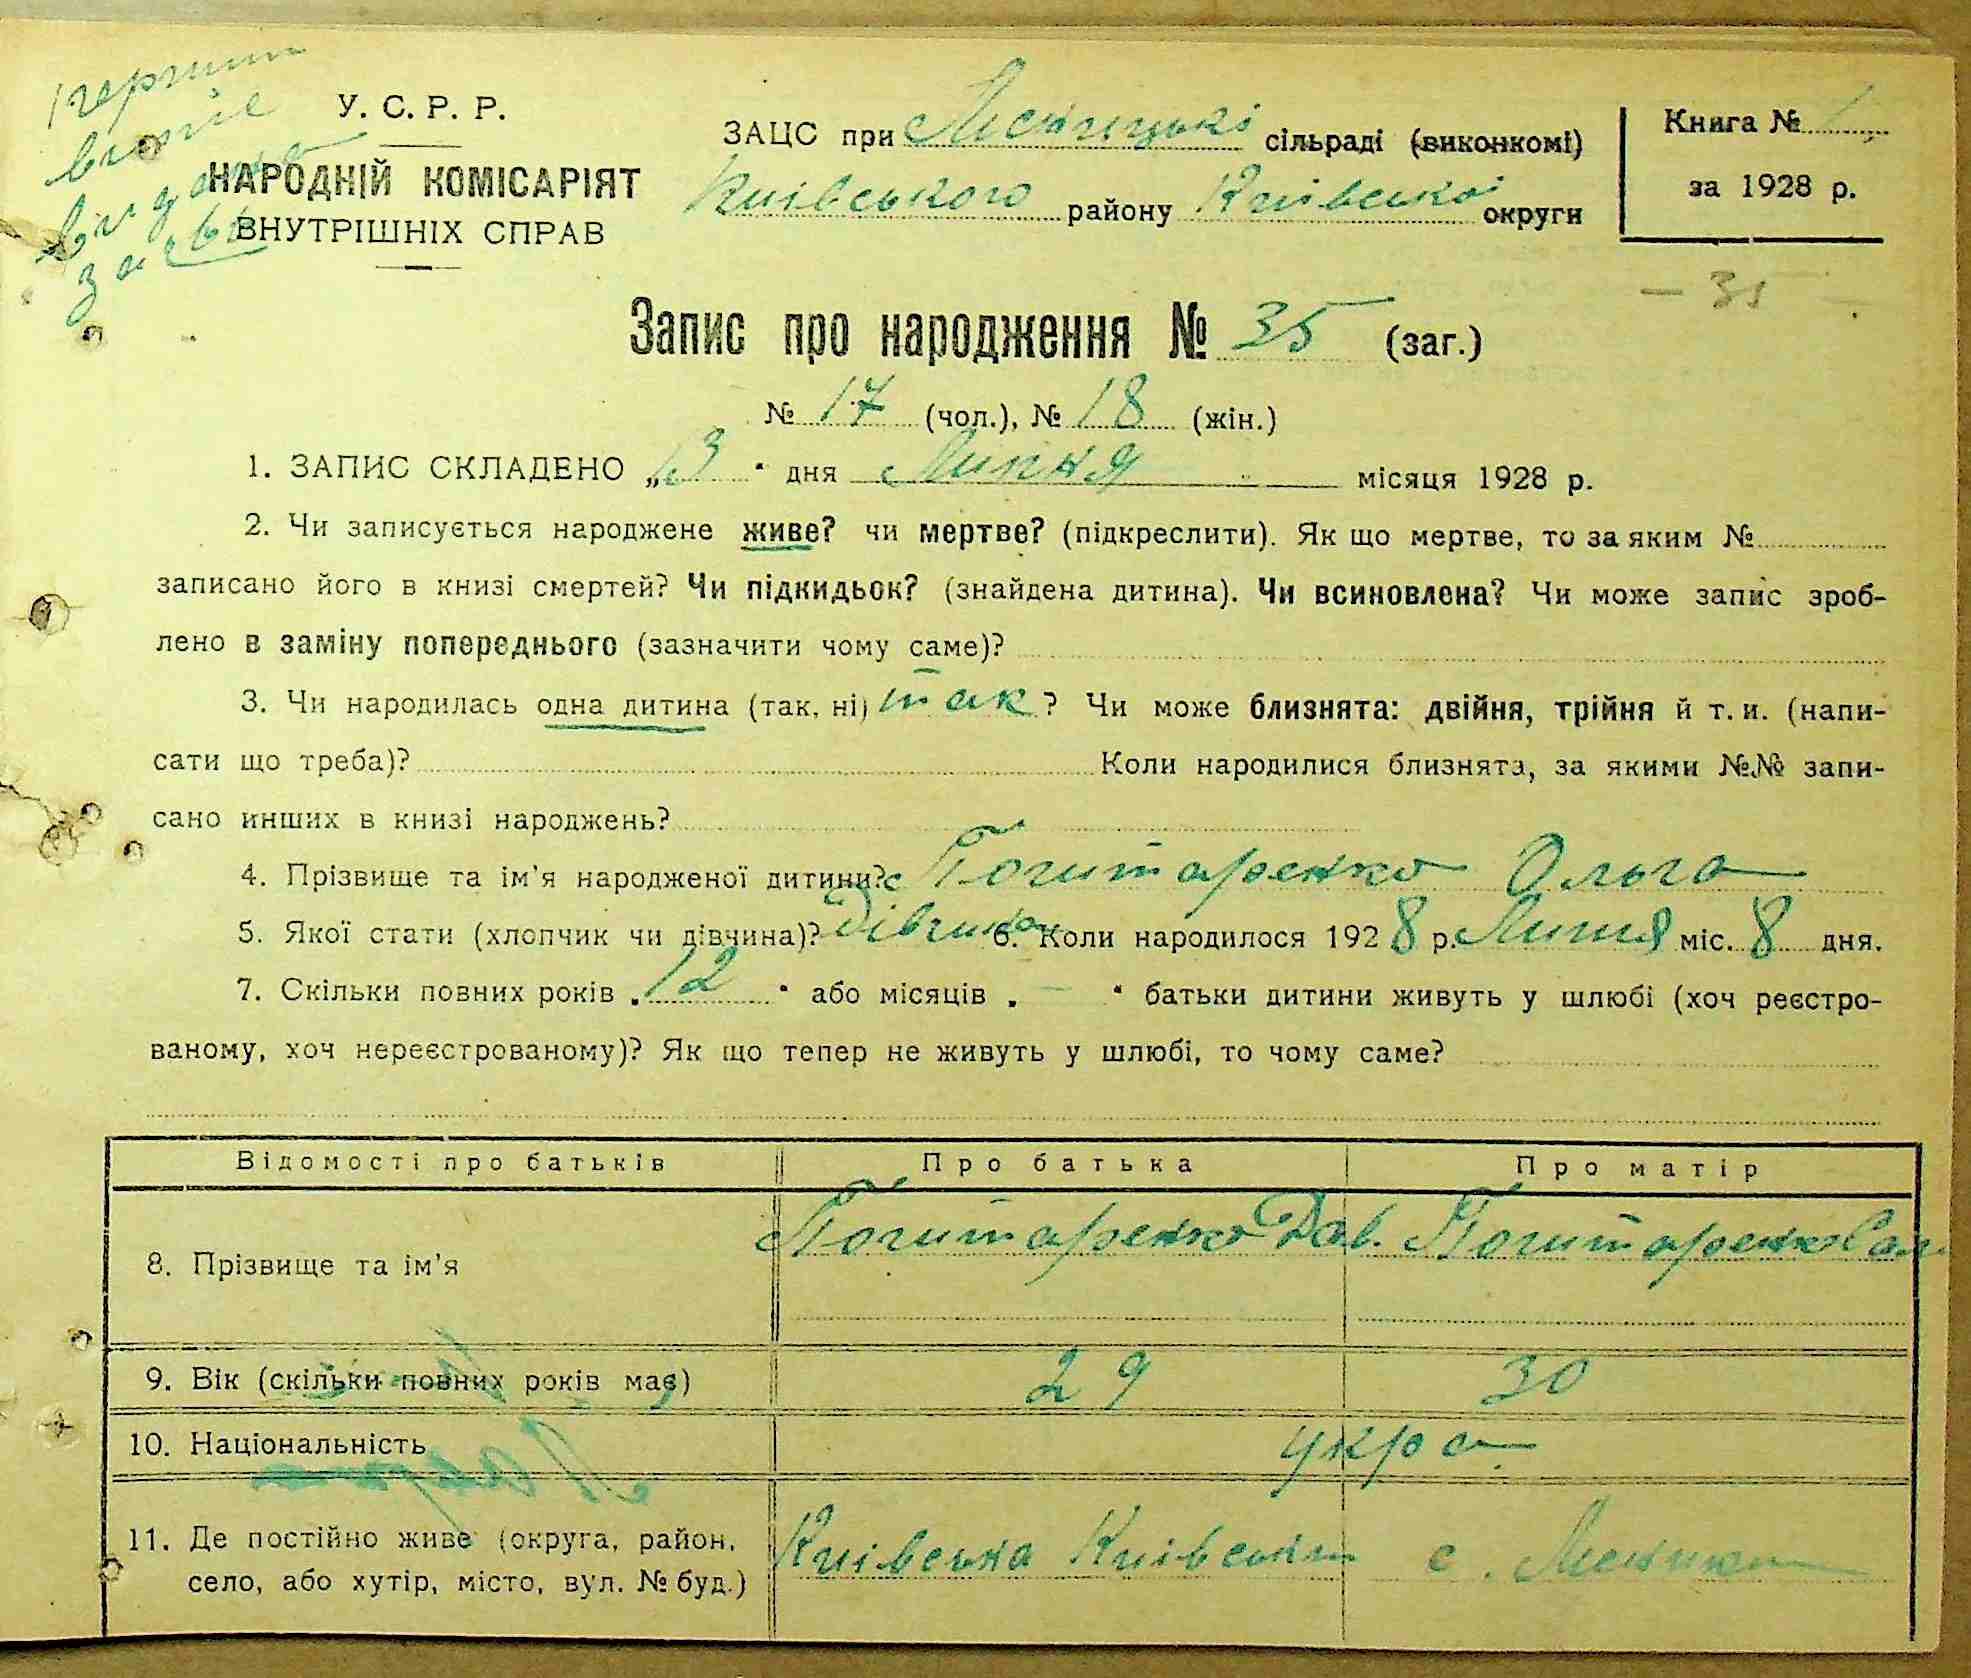 У. С. Р. Р.
НАРОДНІЙ КОМІСАРІЯТ
ВНУТРІШНІХ СПРАВ
ЗАЦС при сільраді (виконкомі)
Київського району Київської округи
Книга № 1
за 1928 р.
— 35
Запис про народження № 35 (заг.)
№ 17 (чол.), № 18 (жін.)
1. ЗАПИС СКЛАДЕНО „13“ дня Липня місяця 1928 р.
2. Чи записується народжене живе? чи мертве? (підкреслити). Як що мертве, то за яким №
записано його в книзі смертей? Чи підкидьок? (знайдена дитина). Чи всиновлена? Чи може запис зроб-
лено в заміну попереднього (зазначити чому саме)?
3. Чи народилась одна дитина (так, ні) так? Чи може близнята: двійня, трійня й т. и. (напи-
сати що треба)? Коли народилися близнята, за якими №№ запи-
сано инших в книзі народжень?
4. Прізвище та ім'я народженої дитини? Почитаренко Ольга
5. Якої стати (хлопчик чи дівчина)? дівчина 6. Коли народилося 1928 р. Липня міс. 8 дня.
7. Скільки повних років „12“ або місяців „—“ батьки дитини живуть у шлюбі (хоч реєстро-
ваному, хоч нереєстрованому)? Як що тепер не живуть у шлюбі, то чому саме?
Відомості про батьків Про батька Про матір
8. Прізвище та ім'я Почитаренко Дав. Почитаренко
9. Вік (скільки повних років має) 29 30
10. Національність укра
11. Де постійно живе (округа, район, село, або хутір, місто, вул. № буд.) Київська Київськ с.